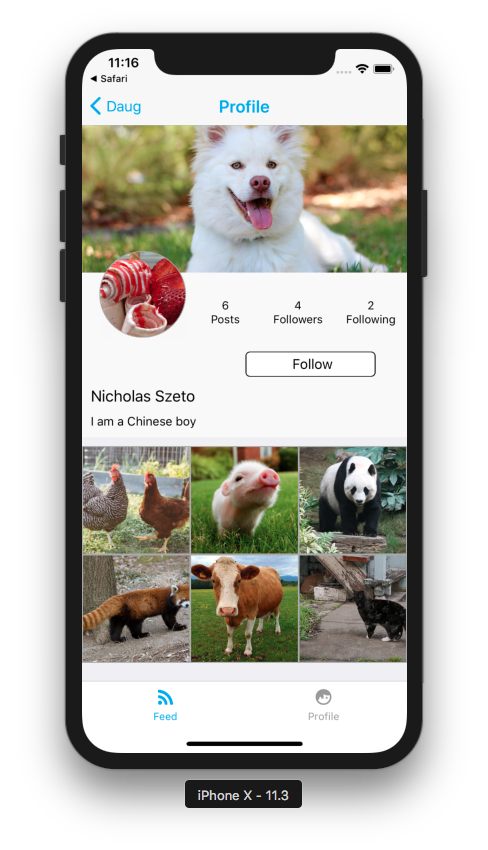 11:16
◀ Safari
Daug
Profile
6 4 2
Posts Followers Following
Follow
Nicholas Szeto
I am a Chinese boy
Feed Profile
iPhone X - 11.3